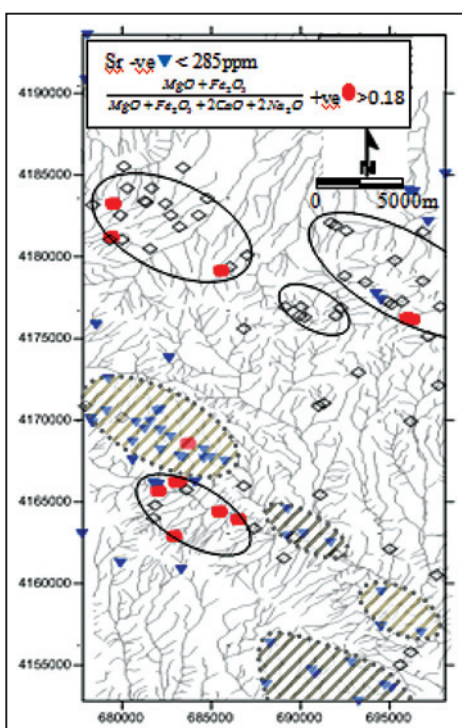 Sr -ve < 285ppm
MgO + Fe₂O₃
MgO + Fe₂O₃ + 2CaO + 2Na₂O +ve >0.18
4190000
N
0 5000m
4185000
4180000
4175000
4170000
4165000
4160000
4155000
680000 685000 690000 695000